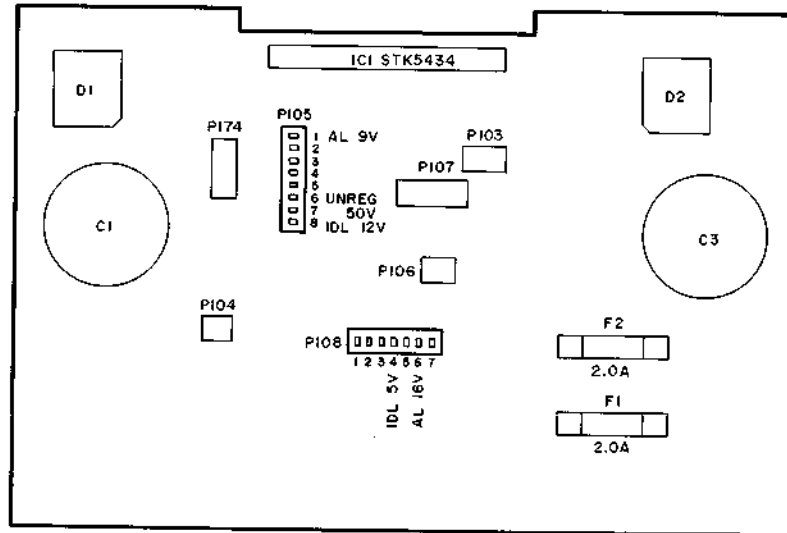 IC1 STK5434
D1
D2
P105
P174
P103
1 AL 9V
2
3
4
5
6 UNREG
7 50V
8 IDL 12V
P107
C1
C3
P106
P104
F2
P108
1 2 3 4 5 6 7
2.0A
IDL 5V
AL 16V
F1
2.0A